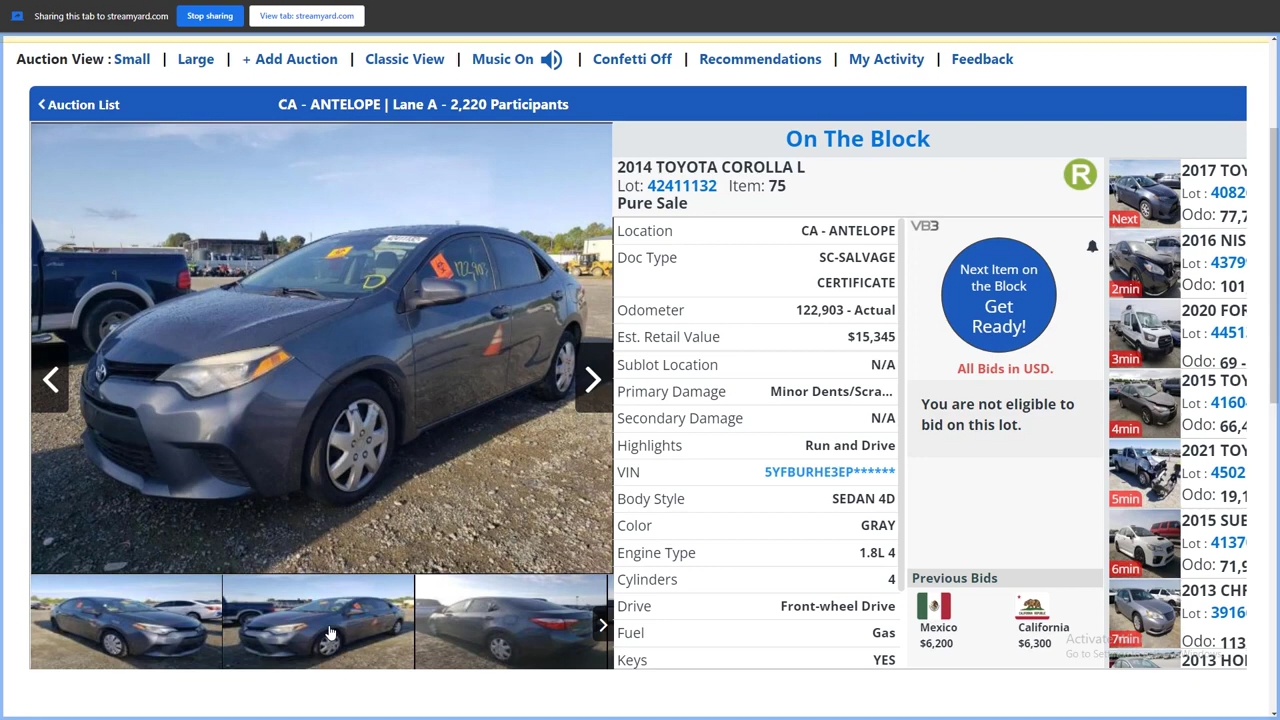 Sharing this tab to streamyard.com
Stop sharing
View tab: streamyard.com
Auction View : Small | Large | + Add Auction | Classic View | Music On | Confetti Off | Recommendations | My Activity | Feedback
Auction List
CA - ANTELOPE | Lane A - 2,220 Participants
On The Block
2014 TOYOTA COROLLA L
Lot: 42411132 Item: 75
Pure Sale
R
Location CA - ANTELOPE
Doc Type SC-SALVAGE
CERTIFICATE
Odometer 122,903 - Actual
Est. Retail Value $15,345
Sublot Location N/A
Primary Damage Minor Dents/Scra...
Secondary Damage N/A
Highlights Run and Drive
VIN 5YFBURHE3EP******
Body Style SEDAN 4D
Color GRAY
Engine Type 1.8L 4
Cylinders 4
Drive Front-wheel Drive
Fuel Gas
Keys YES
VB3
Next Item on
the Block
Get
Ready!
All Bids in USD.
You are not eligible to
bid on this lot.
Previous Bids
Mexico
$6,200
California
$6,300
Next
2017 TOY
Lot : 4082
Odo: 77,7
2min
2016 NIS
Lot : 4379
Odo: 101
3min
2020 FOR
Lot : 4451
Odo: 69 -
4min
2015 TOY
Lot : 4160
Odo: 66,4
5min
2021 TOY
Lot : 4502
Odo: 19,1
6min
2015 SUB
Lot : 4137
Odo: 71,9
7min
2013 CHR
Lot : 3916
Odo: 113
2013 HO